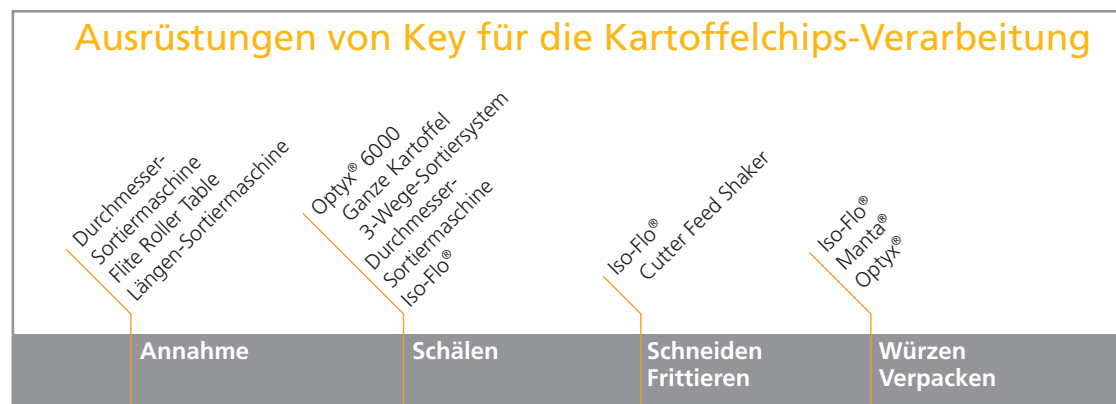 Ausrüstungen von Key für die Kartoffelchips-Verarbeitung
Durchmesser-
Sortiermaschine
Flite Roller Table
Längen-Sortiermaschine
Optyx® 6000
Ganze Kartoffel
3-Wege-Sortiersystem
Durchmesser-
Sortiermaschine
Iso-Flo®
Iso-Flo®
Cutter Feed Shaker
Iso-Flo®
Manta®
Optyx®
Annahme
Schälen
Schneiden
Frittieren
Würzen
Verpacken